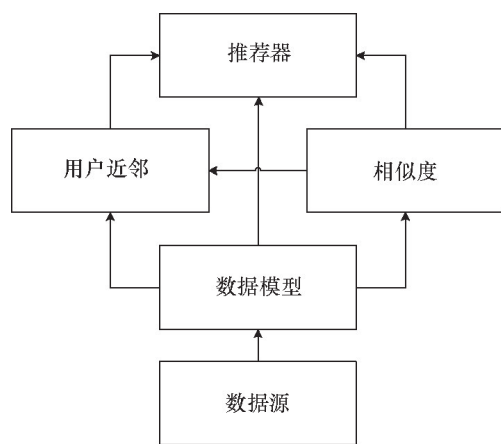 推荐器
用户近邻
相似度
数据模型
数据源